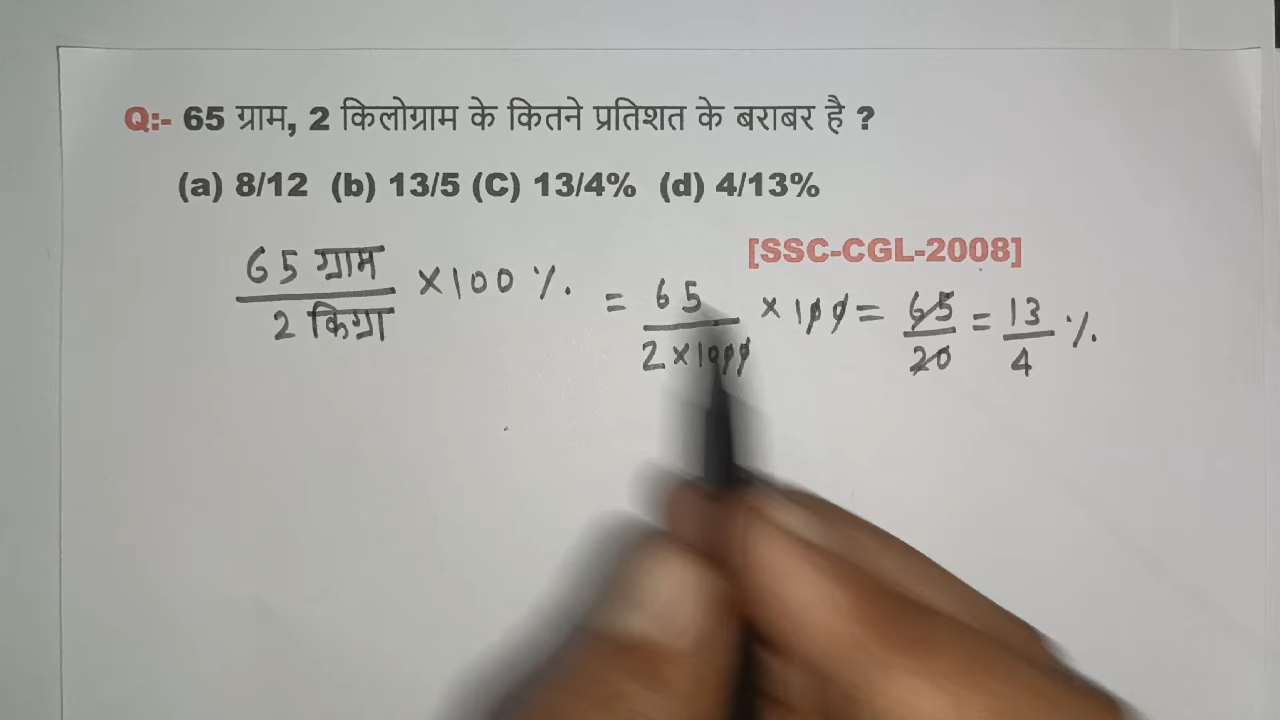 Q:- 65 ग्राम, 2 किलोग्राम के कितने प्रतिशत के बराबर है ?
(a) 8/12 (b) 13/5 (C) 13/4% (d) 4/13%
[SSC-CGL-2008]
65 ग्राम / 2 किग्रा × 100 % = 65 / 2 × 1000 × 100 = 65 / 20 = 13 / 4 %